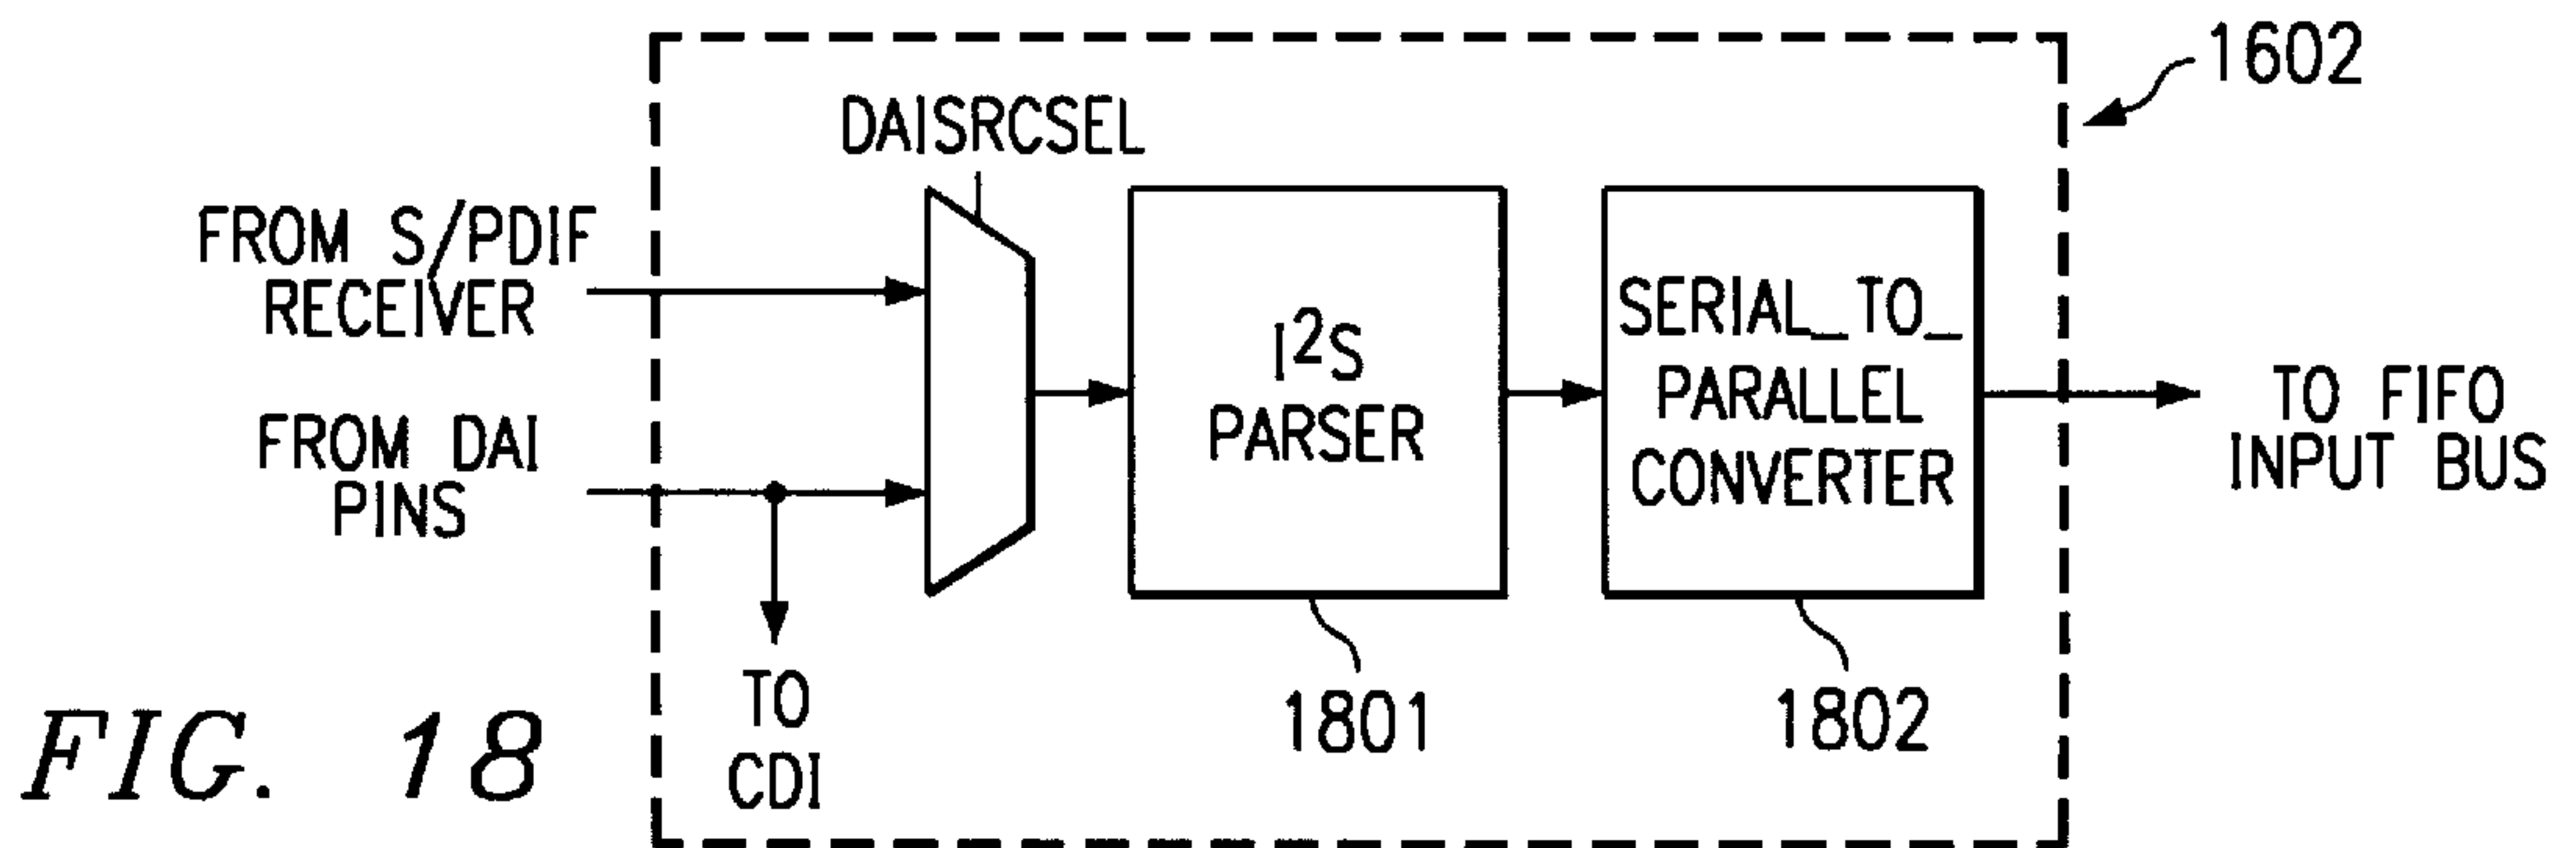 1602
DAISRCSEL
FROM S/PDIF
RECEIVER
FROM DAI
PINS
TO
CDI
I²S
PARSER
1801
SERIAL_TO_
PARALLEL
CONVERTER
1802
TO FIFO
INPUT BUS
FIG. 18